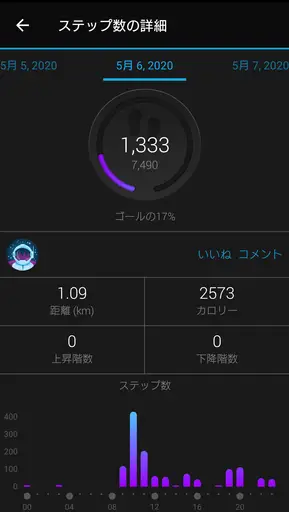 ステップ数の詳細
5月 5, 2020 5月 6, 2020 5月 7, 2020
1,333
7,490
ゴールの17%
いいね コメント
1.09 2573
距離 (km) カロリー
0 0
上昇階数 下降階数
ステップ数
400
300
200
100
0
00 04 08 12 16 20